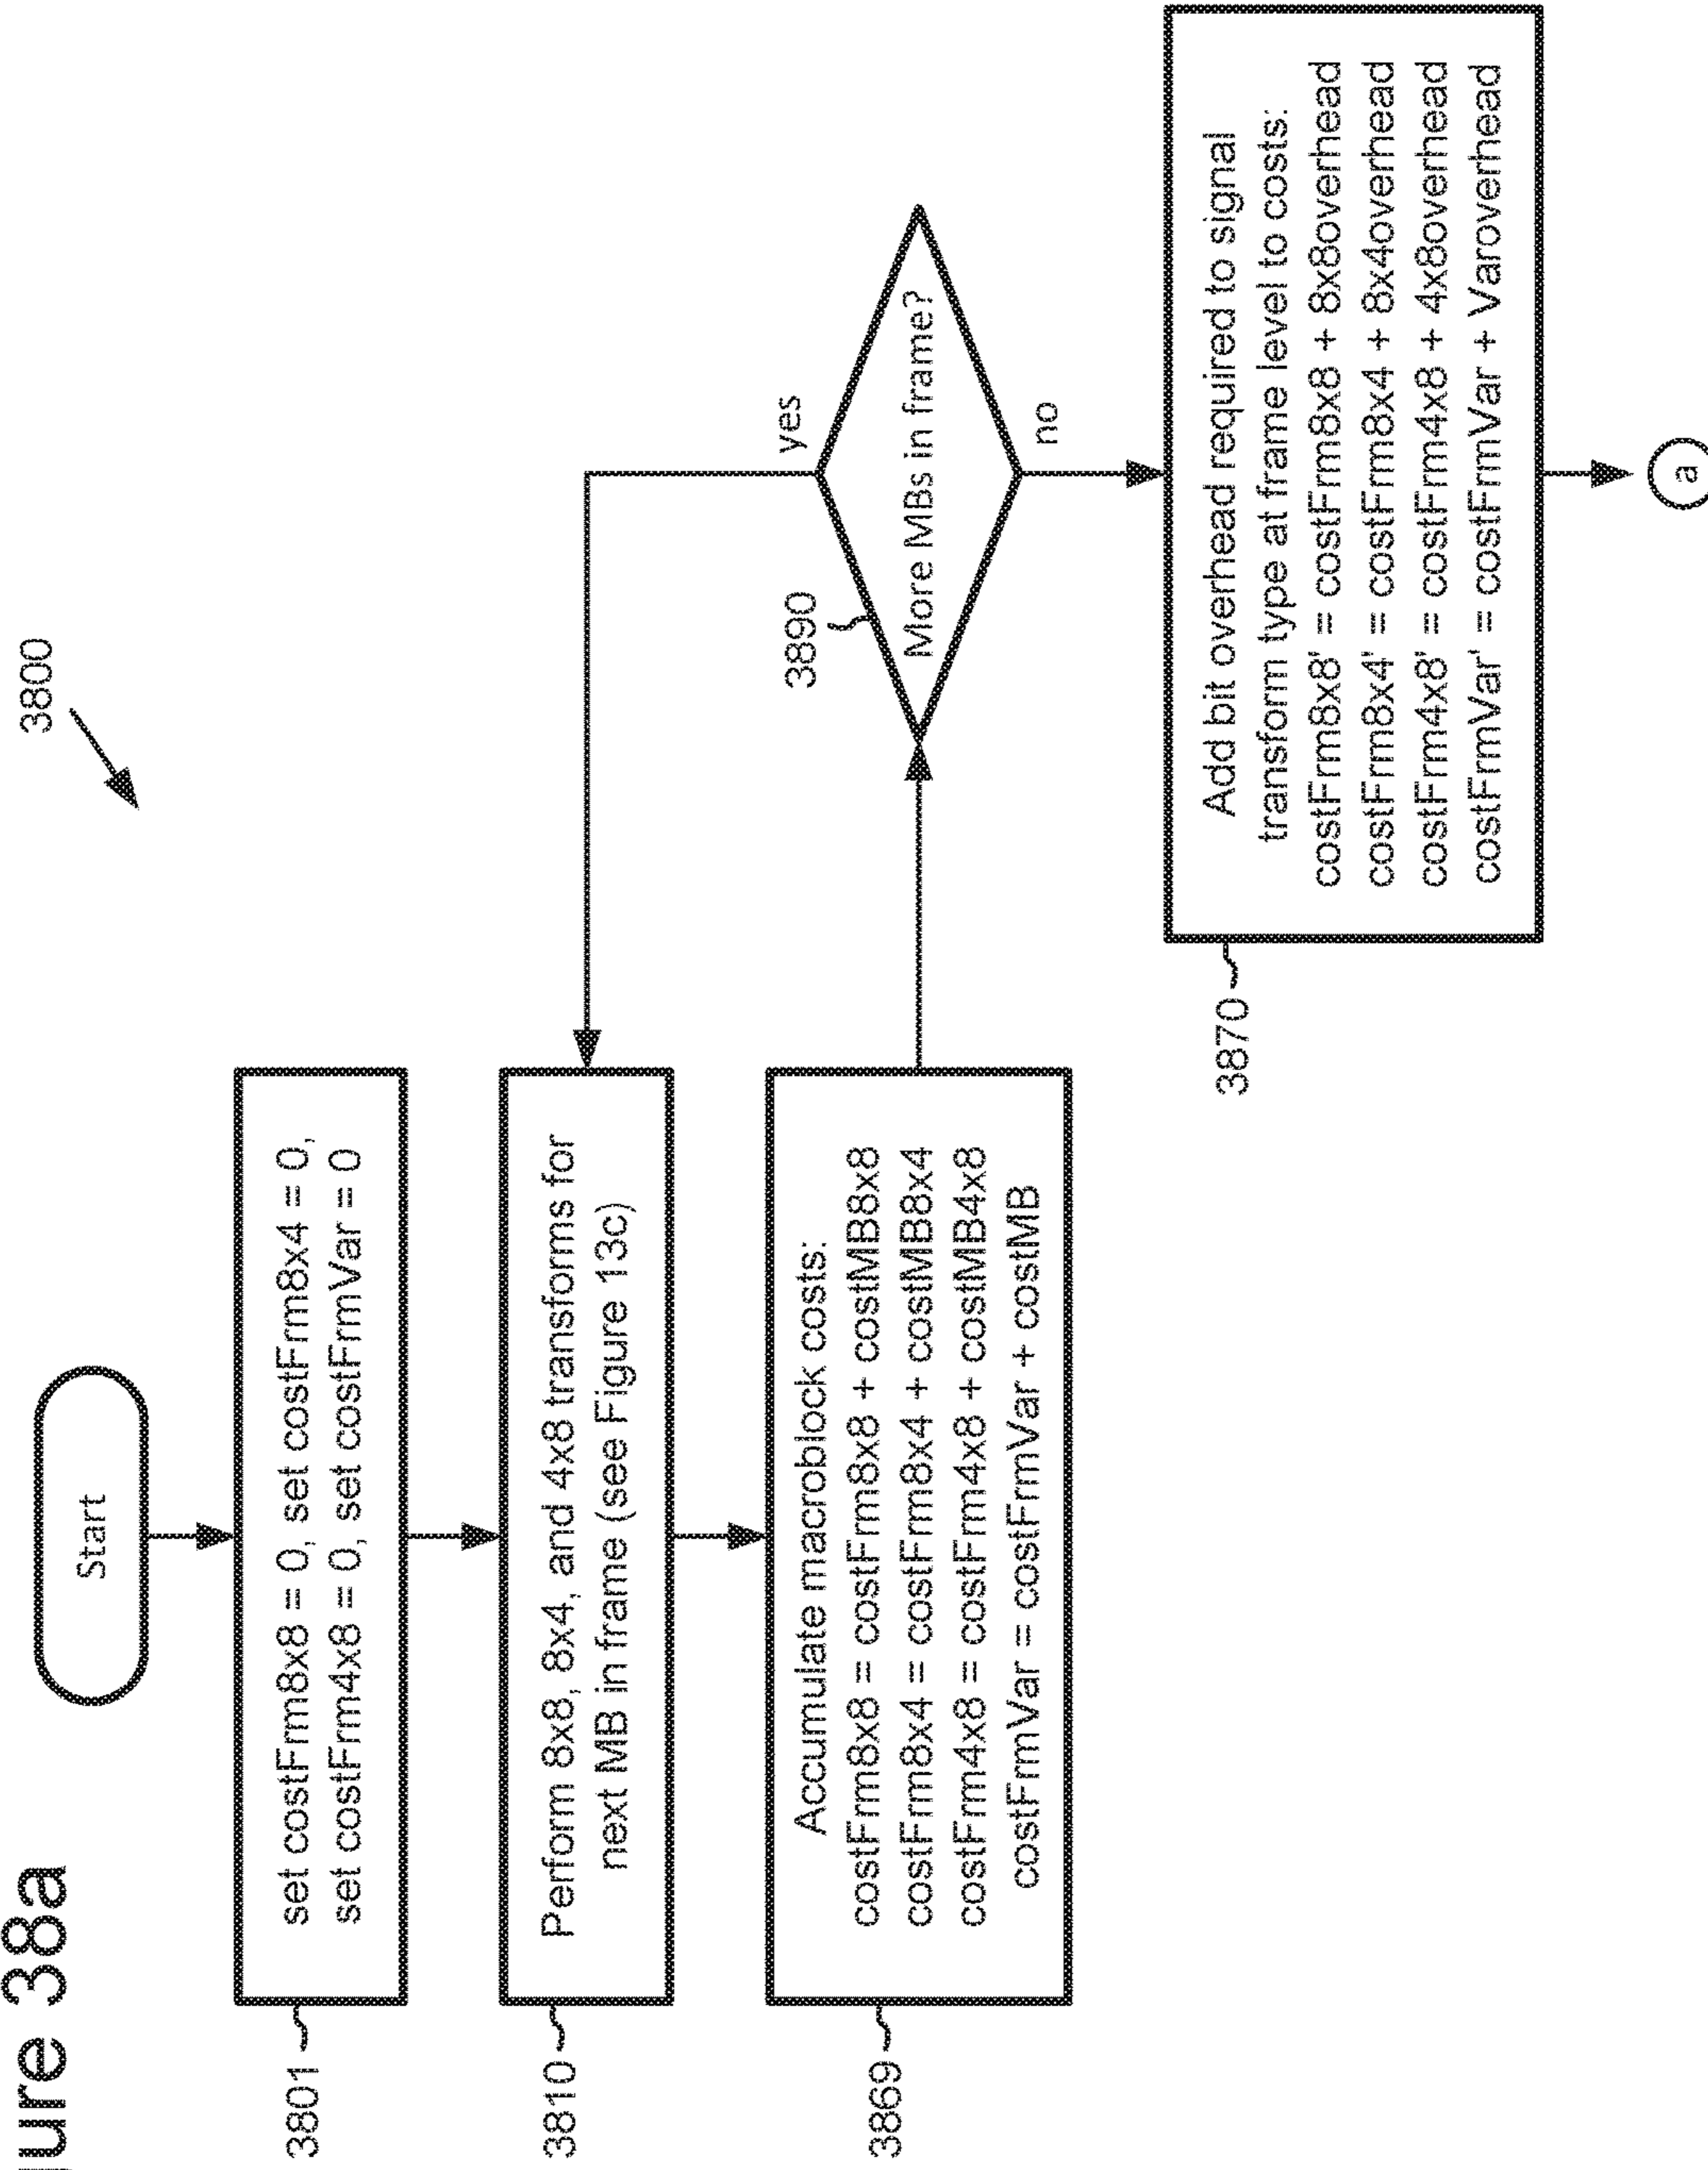 ure 38a
3800
Start
3801
set costFrm8x8 = 0, set costFrm8x4 = 0,
set costFrm4x8 = 0, set costFrmVar = 0
3810
Perform 8x8, 8x4, and 4x8 transforms for
next MB in frame (see Figure 13c)
3869
Accumulate macroblock costs:
costFrm8x8 = costFrm8x8 + costMB8x8
costFrm8x4 = costFrm8x4 + costMB8x4
costFrm4x8 = costFrm4x8 + costMB4x8
costFrmVar = costFrmVar + costMB
3890
More MBs in frame?
yes
no
3870
Add bit overhead required to signal
transform type at frame level to costs:
costFrm8x8' = costFrm8x8 + 8x8overhead
costFrm8x4' = costFrm8x4 + 8x4overhead
costFrm4x8' = costFrm4x8 + 4x8overhead
costFrmVar' = costFrmVar + Varoverhead
a